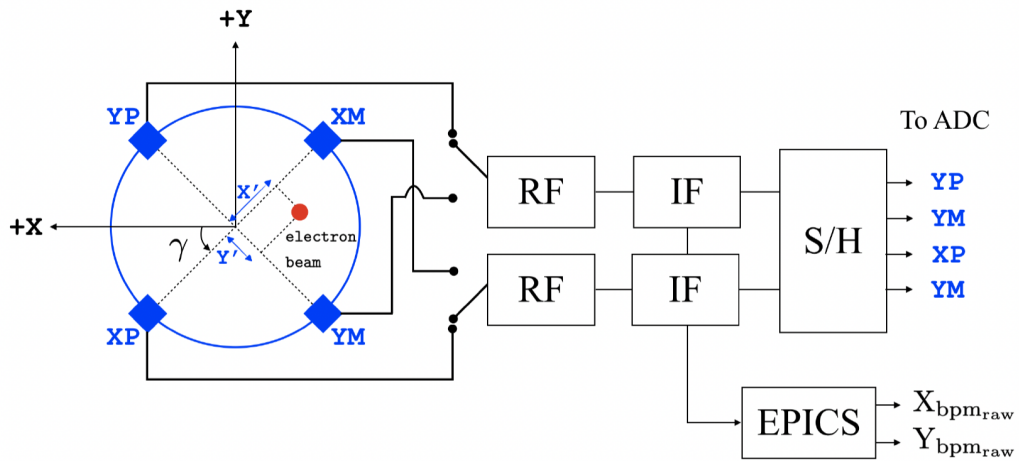 +Y
YP
XM
To ADC
X'
RF
IF
YP
YM
S/H
XP
YM
+X
γ
Y'
electron
beam
RF
IF
XP
YM
EPICS
X_bpm_raw
Y_bpm_raw